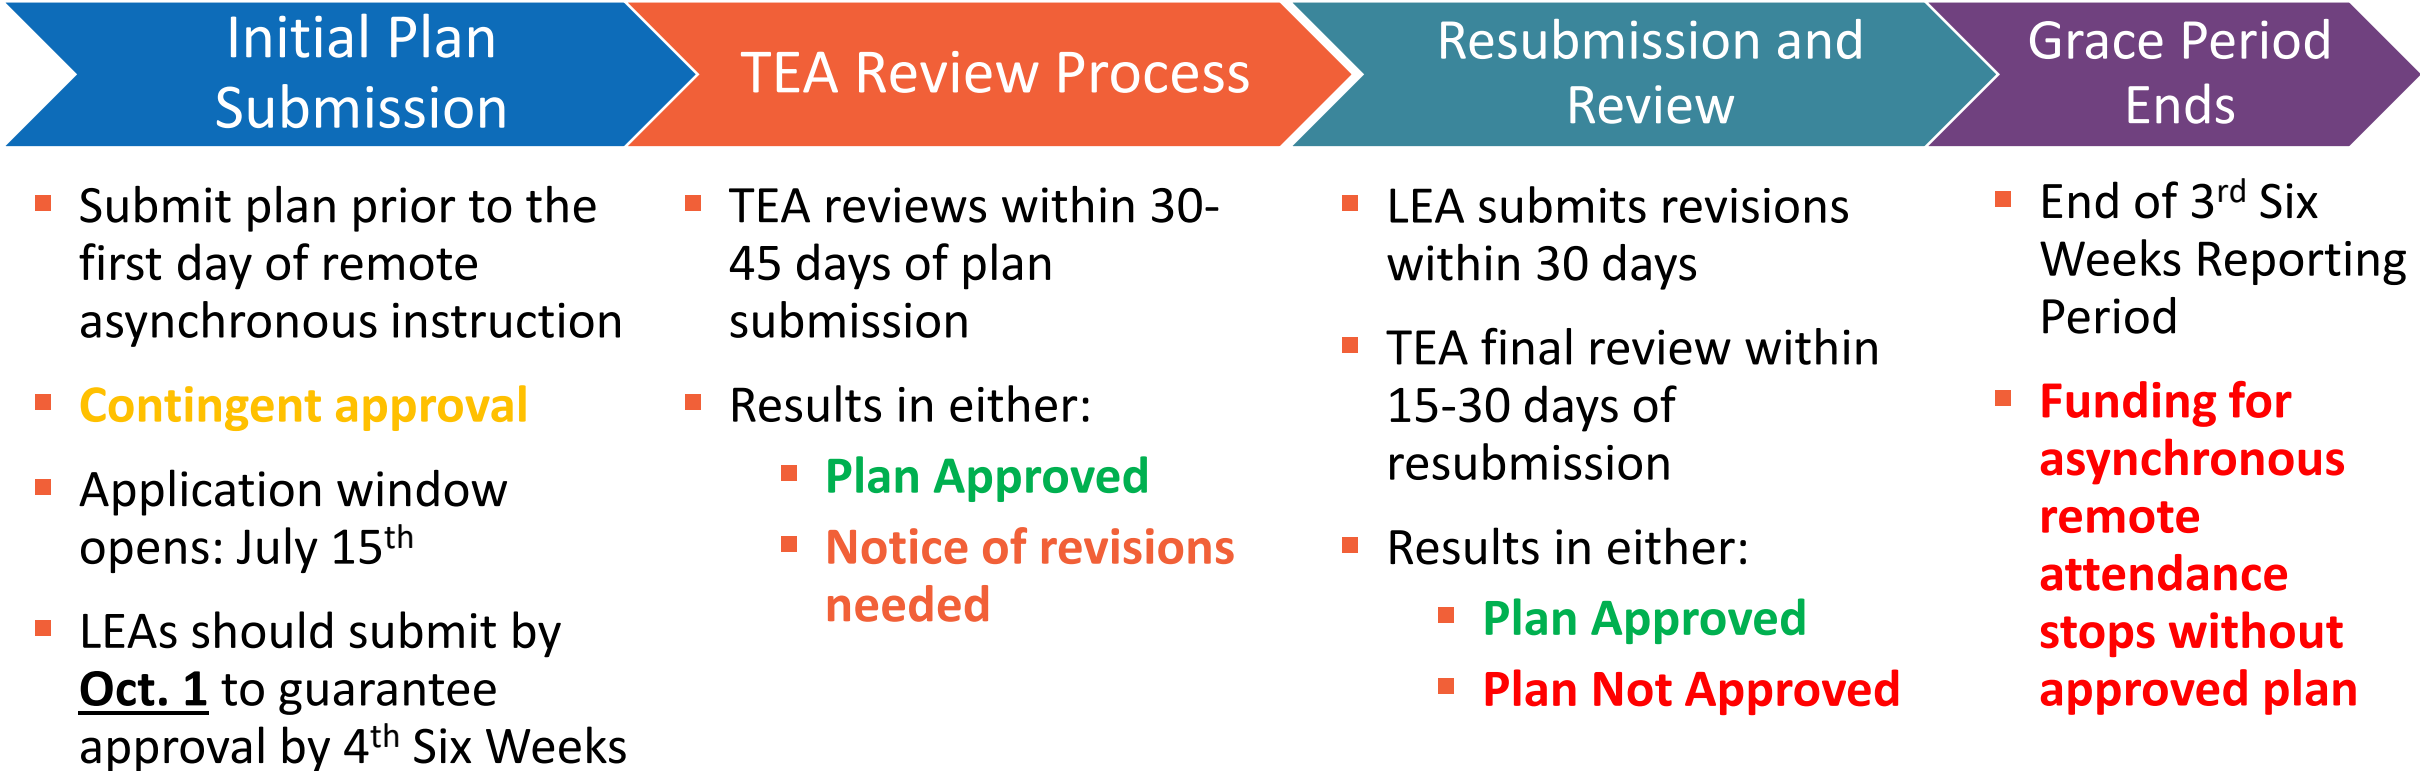 Initial Plan
Submission
TEA Review Process
Resubmission and
Review
Grace Period
Ends
Submit plan prior to the
first day of remote
asynchronous instruction
Contingent approval
Application window
opens: July 15th
LEAs should submit by
Oct. 1 to guarantee
approval by 4th Six Weeks
TEA reviews within 30-
45 days of plan
submission
Results in either:
Plan Approved
Notice of revisions
needed
LEA submits revisions
within 30 days
TEA final review within
15-30 days of
resubmission
Results in either:
Plan Approved
Plan Not Approved
End of 3rd Six
Weeks Reporting
Period
Funding for
asynchronous
remote
attendance
stops without
approved plan